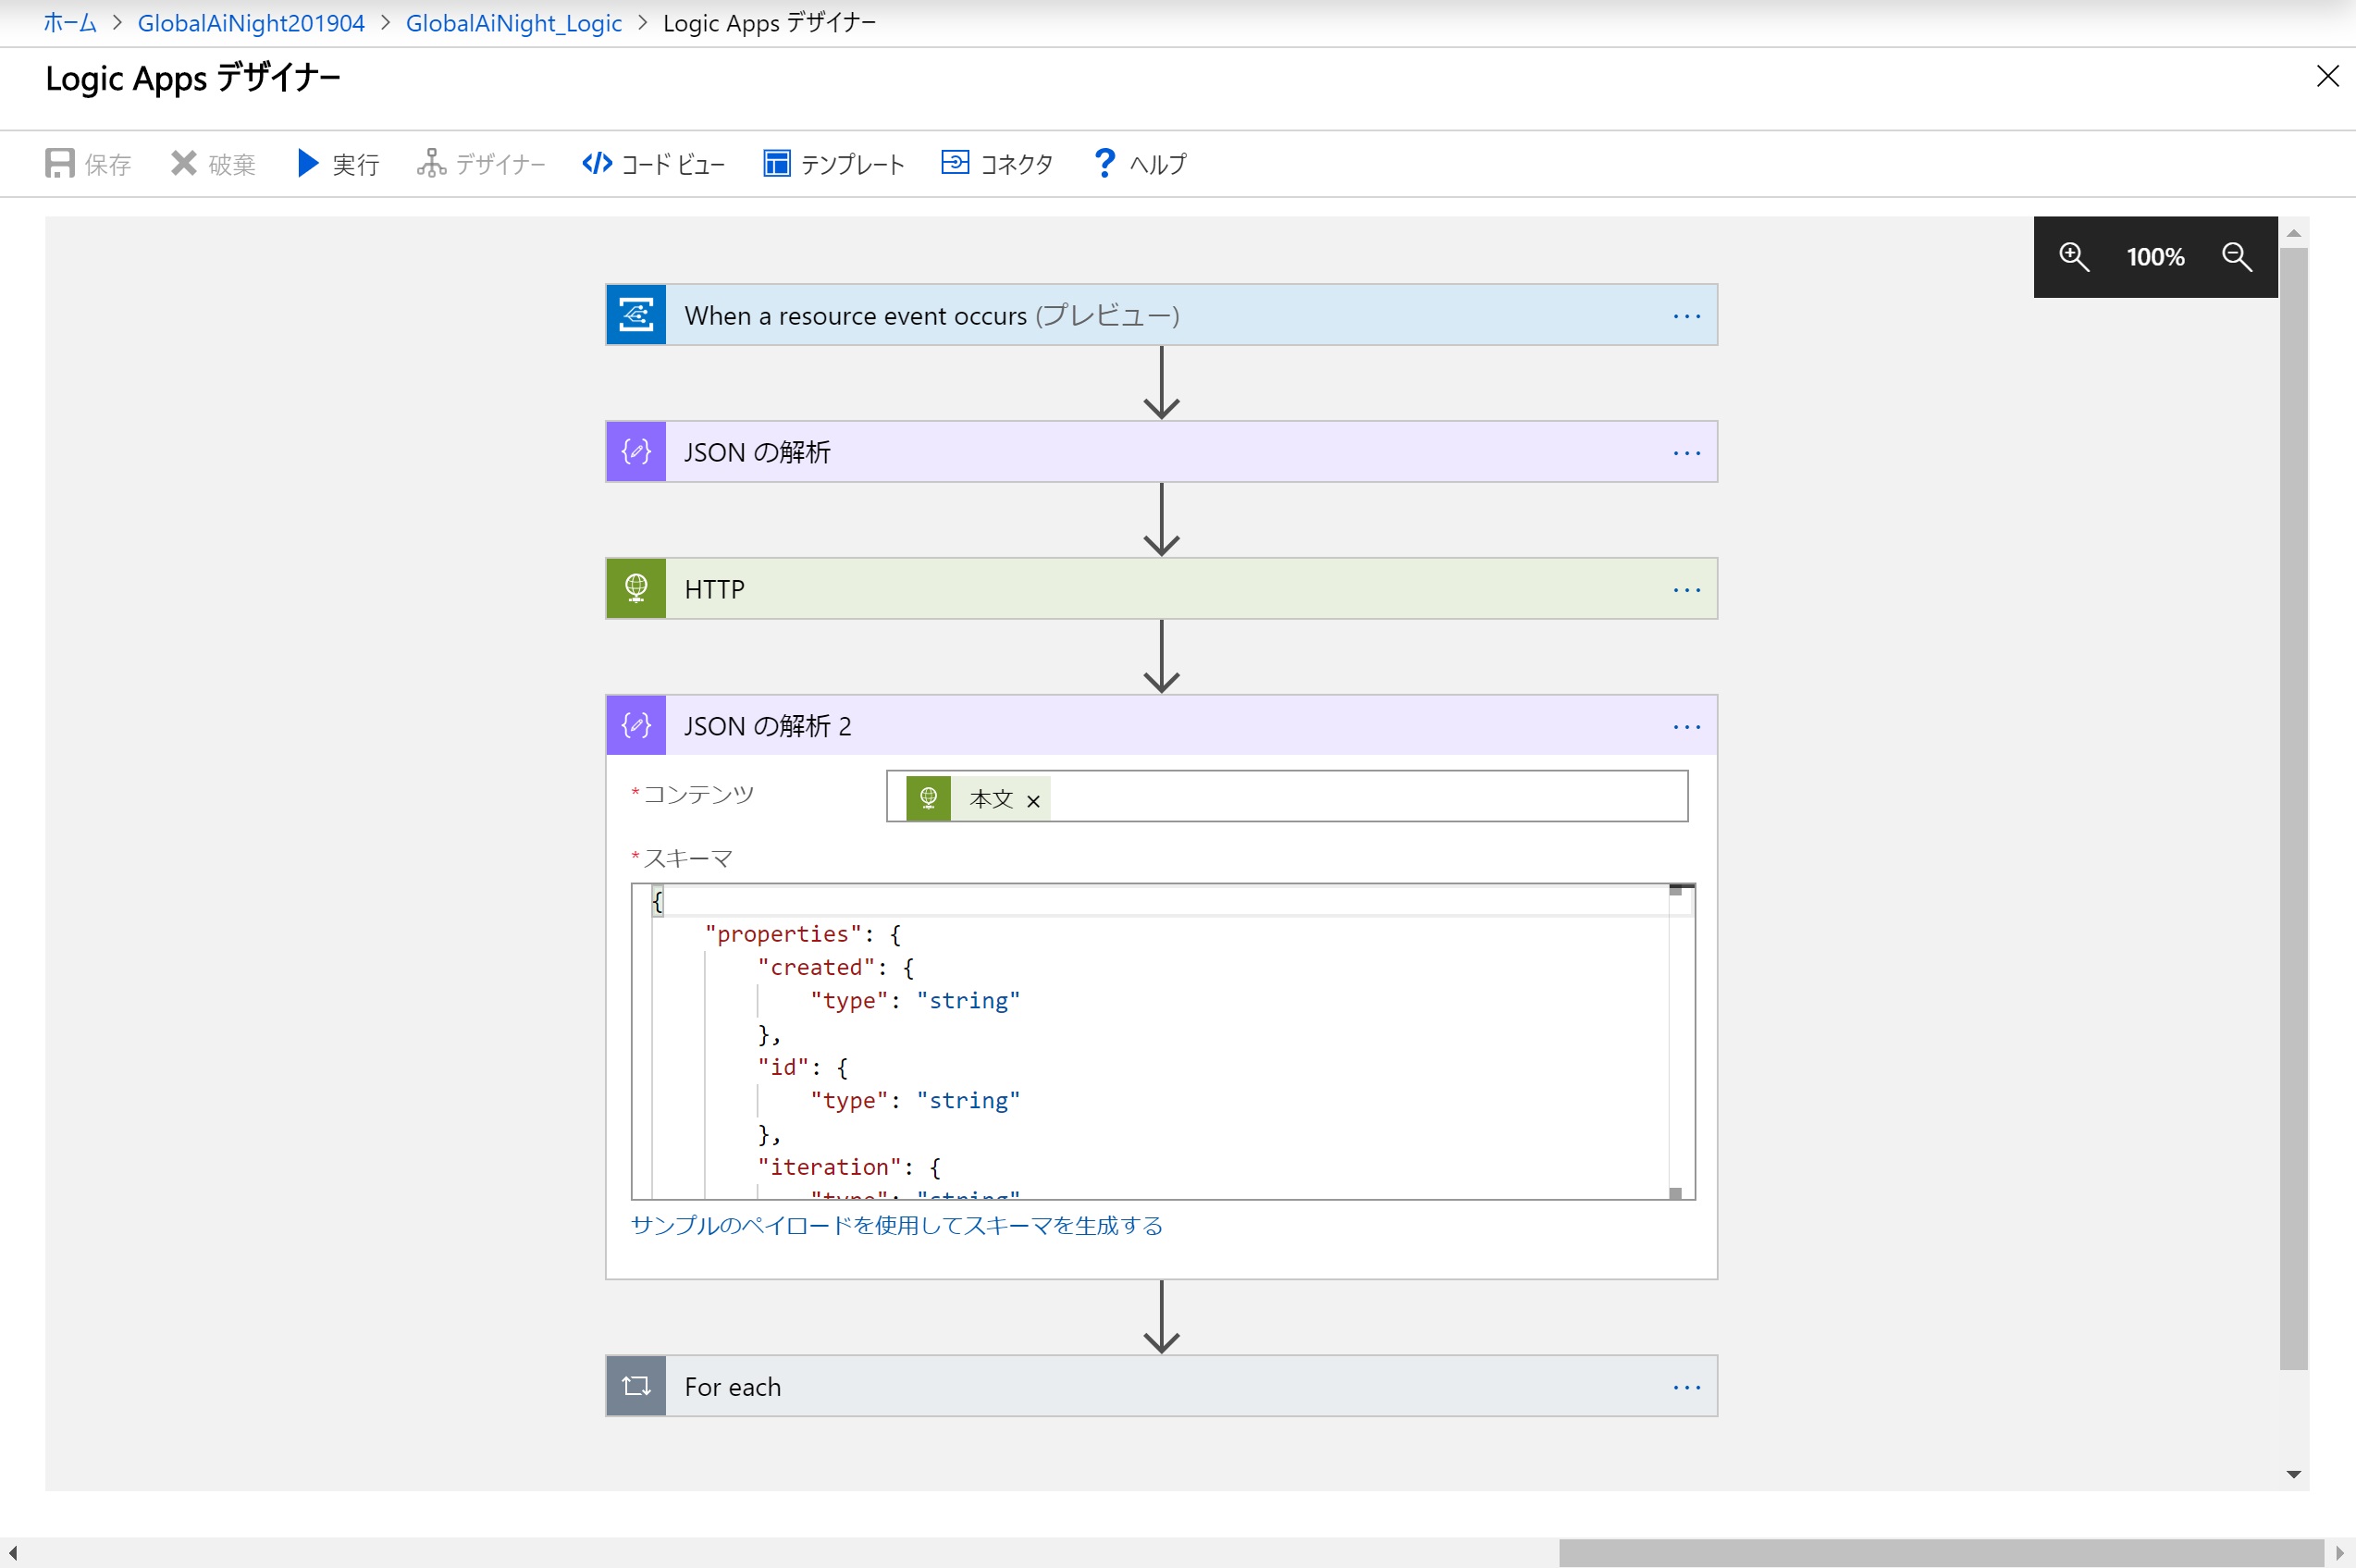 ホーム > GlobalAiNight201904 > GlobalAiNight_Logic > Logic Apps デザイナー
Logic Apps デザイナー
保存 破棄 実行 デザイナー コード ビュー テンプレート コネクタ ? ヘルプ
100%
When a resource event occurs (プレビュー)
JSON の解析
HTTP
JSON の解析 2
*コンテンツ
本文 ×
*スキーマ
{
"properties": {
"created": {
"type": "string"
},
"id": {
"type": "string"
},
"iteration": {
"type": "string"
サンプルのペイロードを使用してスキーマを生成する
For each